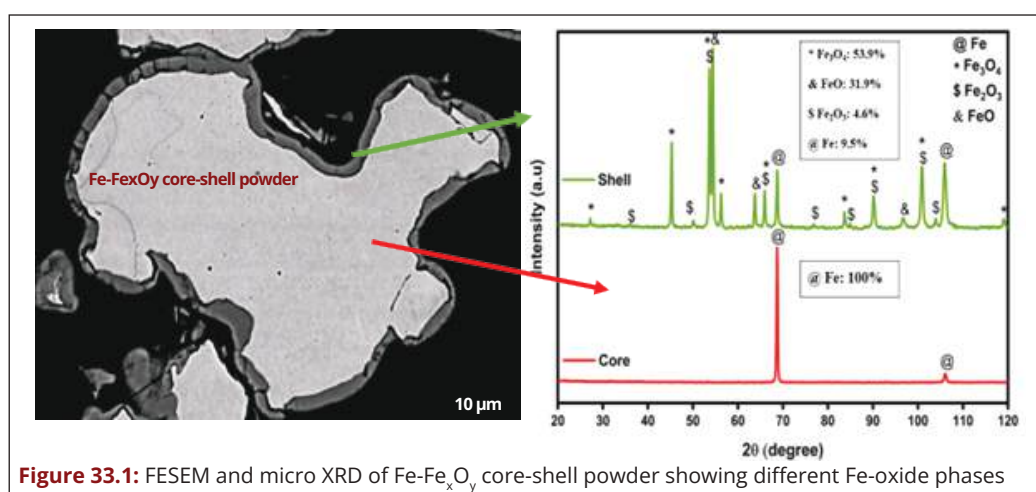 Fe-FexOy core-shell powder
10 µm
* Fe₃O₄: 53.9%
& FeO: 31.9%
$ Fe₂O₃: 4.6%
@ Fe: 9.5%
@ Fe
* Fe₃O₄
$ Fe₂O₃
& FeO
*&
$
*
*
$
$
*
&
*
$
@
$
*
$
*
$
&
*
$
$
@
*
Shell
@
@ Fe: 100%
Core
@
Intensity (a.u)
20 30 40 50 60 70 80 90 100 110 120
2θ (degree)
Figure 33.1: FESEM and micro XRD of Fe-FeₓOᵧ core-shell powder showing different Fe-oxide phases